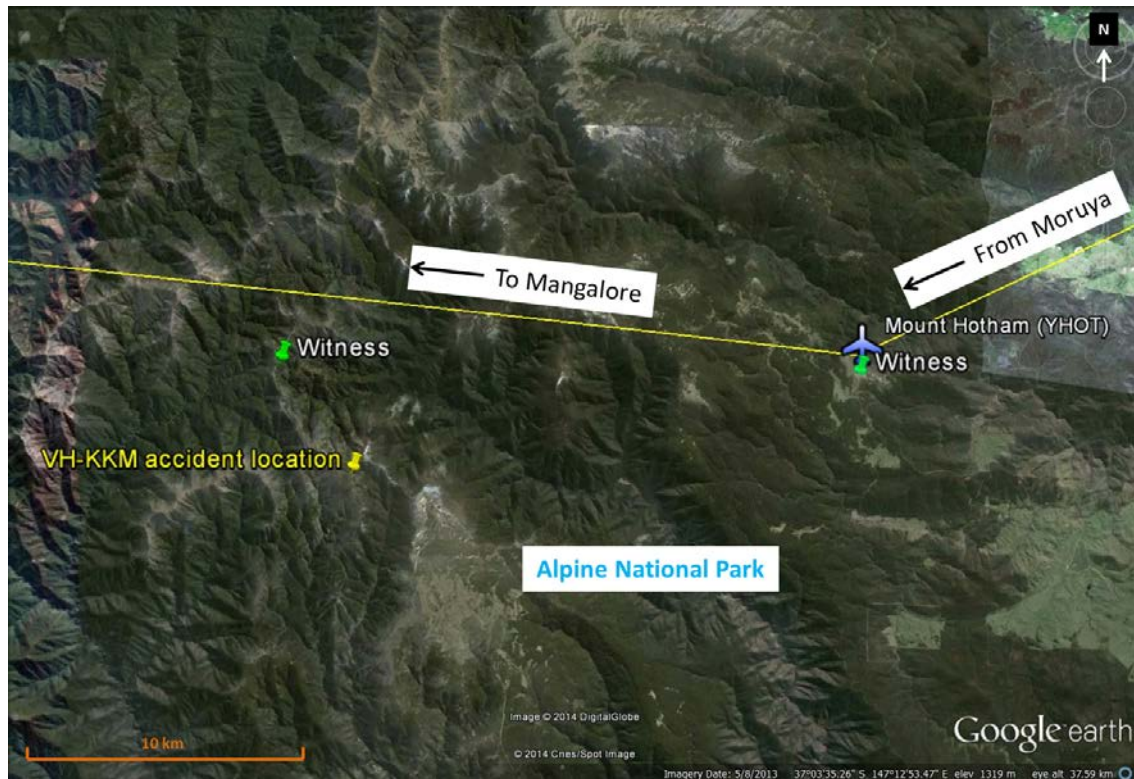 N
From Moruya
To Mangalore
Mount Hotham (YHOT)
Witness
Witness
VH-KKM accident location
Alpine National Park
Image © 2014 DigitalGlobe
10 km
© 2014 Cnes/Spot Image
Google earth
Imagery Date: 5/8/2013 37°03'35.26" S 147°12'53.47" E elev 1319 m eye alt 37.59 km